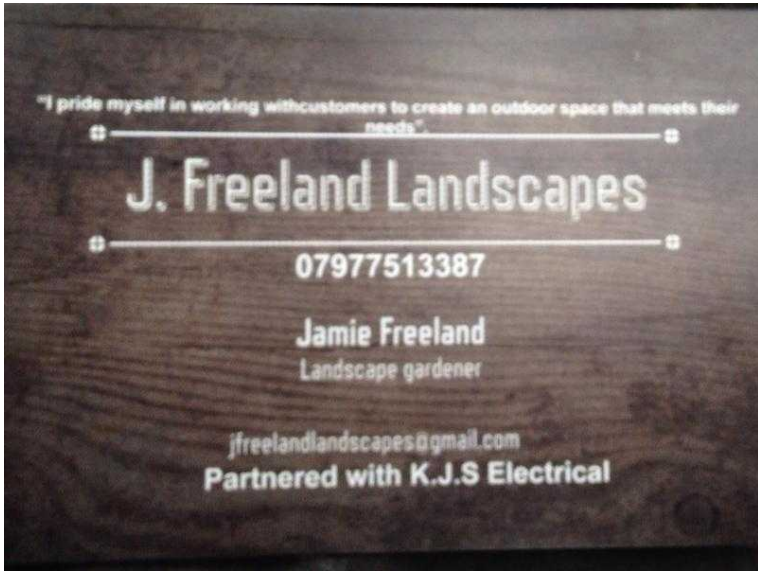 "I pride myself in working withcustomers to create an outdoor space that meets their
needs".
J. Freeland Landscapes
07977513387
Jamie Freeland
Landscape gardener
jfreelandlandscapes@gmail.com
Partnered with K.J.S Electrical